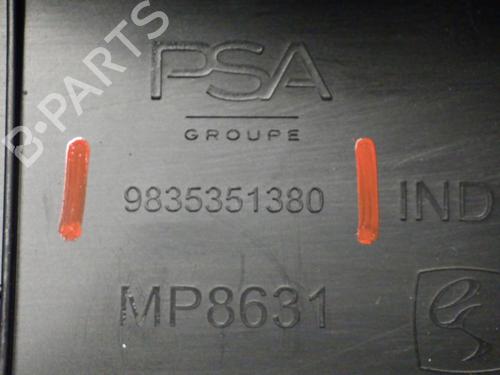 B-PARTS
PSA
GROUPE
9835351380 IND
MP8631